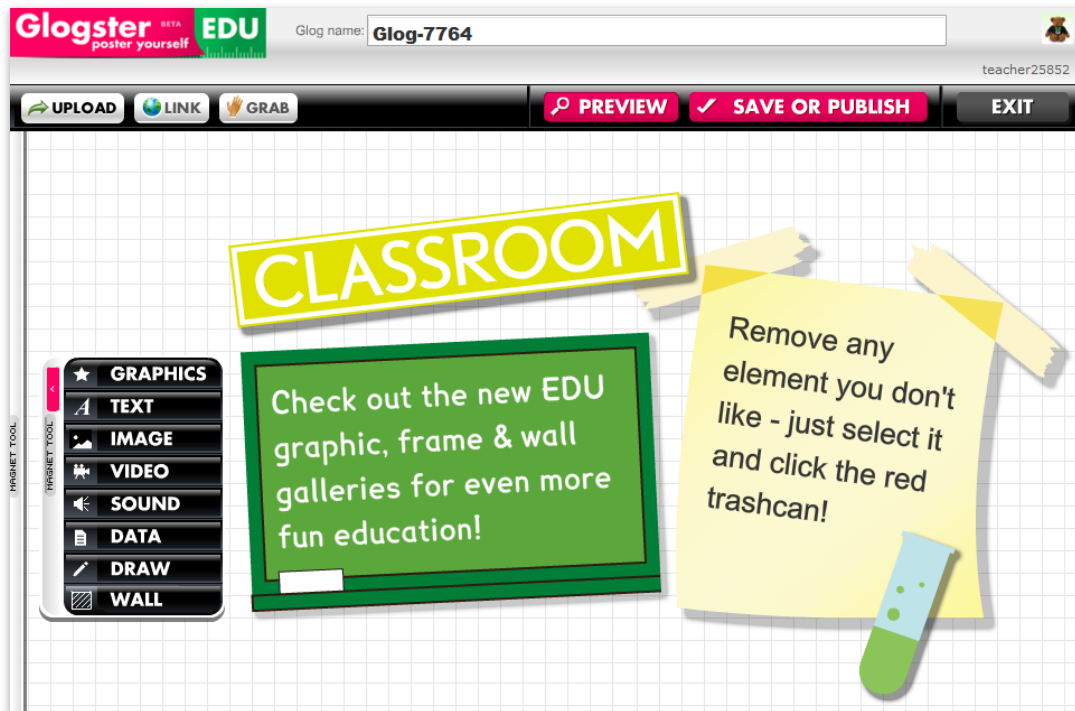 Glogster BETA EDU
poster yourself
Glog name: Glog-7764
teacher25852
UPLOAD LINK GRAB PREVIEW SAVE OR PUBLISH EXIT
CLASSROOM
MAGNET TOOL
MAGNET TOOL
GRAPHICS
TEXT
IMAGE
VIDEO
SOUND
DATA
DRAW
WALL
Check out the new EDU
graphic, frame & wall
galleries for even more
fun education!
Remove any
element you don't
like - just select it
and click the red
trashcan!